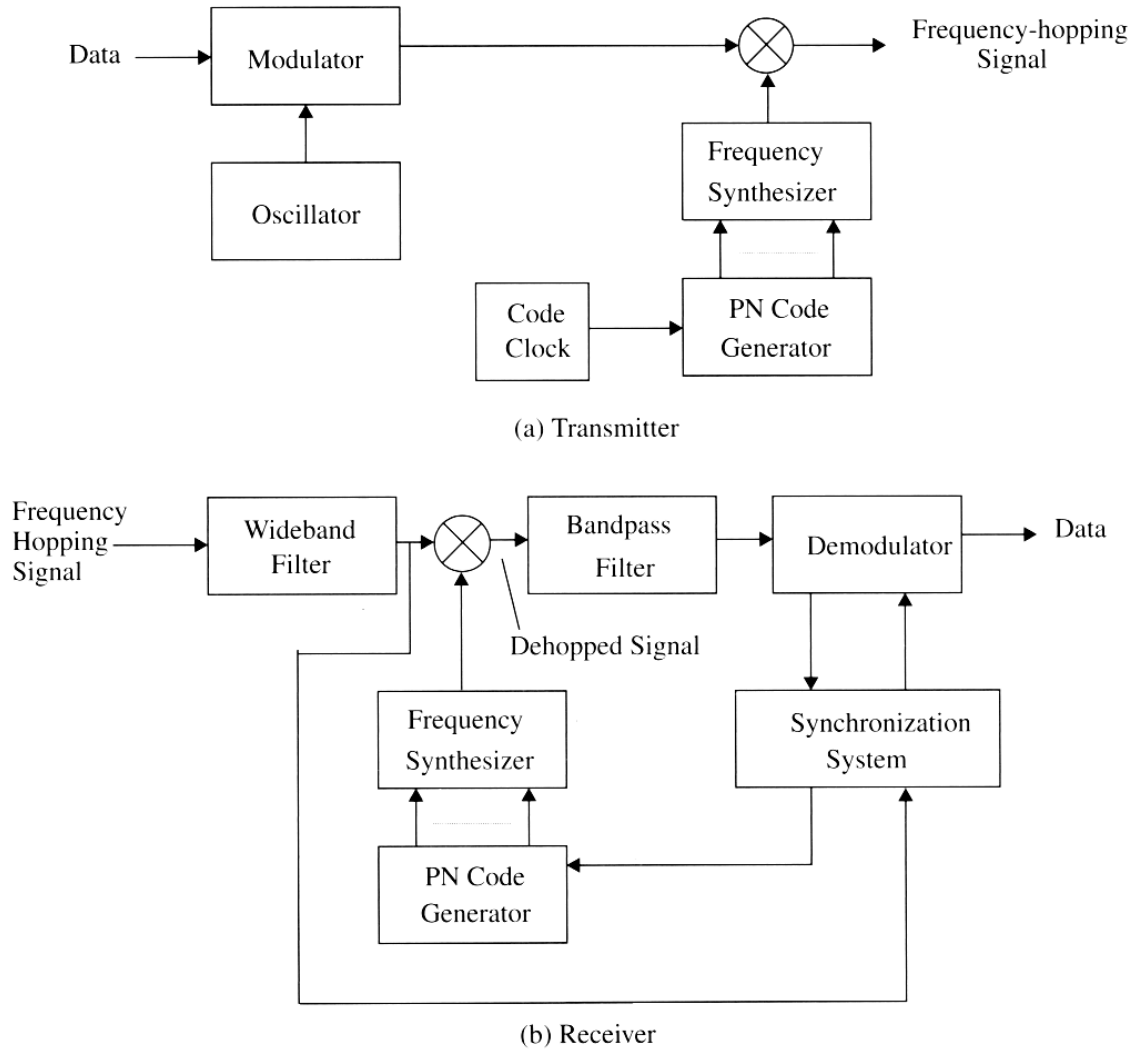 Data
Modulator
Frequency-hopping
Signal
Oscillator
Frequency
Synthesizer
Code
Clock
PN Code
Generator
(a) Transmitter
Frequency
Hopping
Signal
Wideband
Filter
Bandpass
Filter
Demodulator
Data
Dehopped Signal
Frequency
Synthesizer
Synchronization
System
PN Code
Generator
(b) Receiver